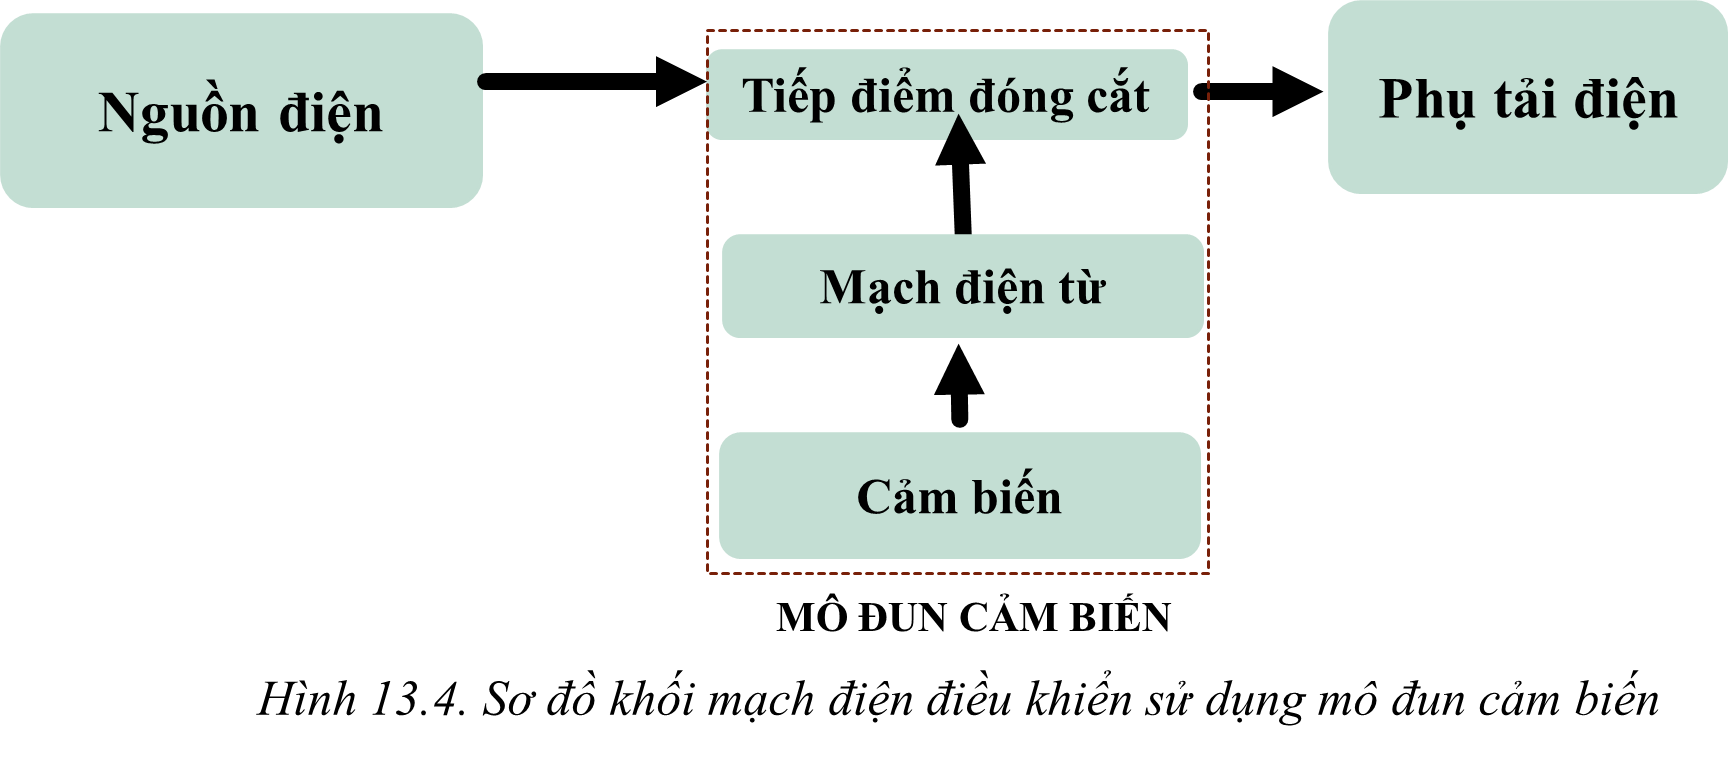 Nguồn điện
Tiếp điểm đóng cắt
Phụ tải điện
Mạch điện từ
Cảm biến
MÔ ĐUN CẢM BIẾN
Hình 13.4. Sơ đồ khối mạch điện điều khiển sử dụng mô đun cảm biến